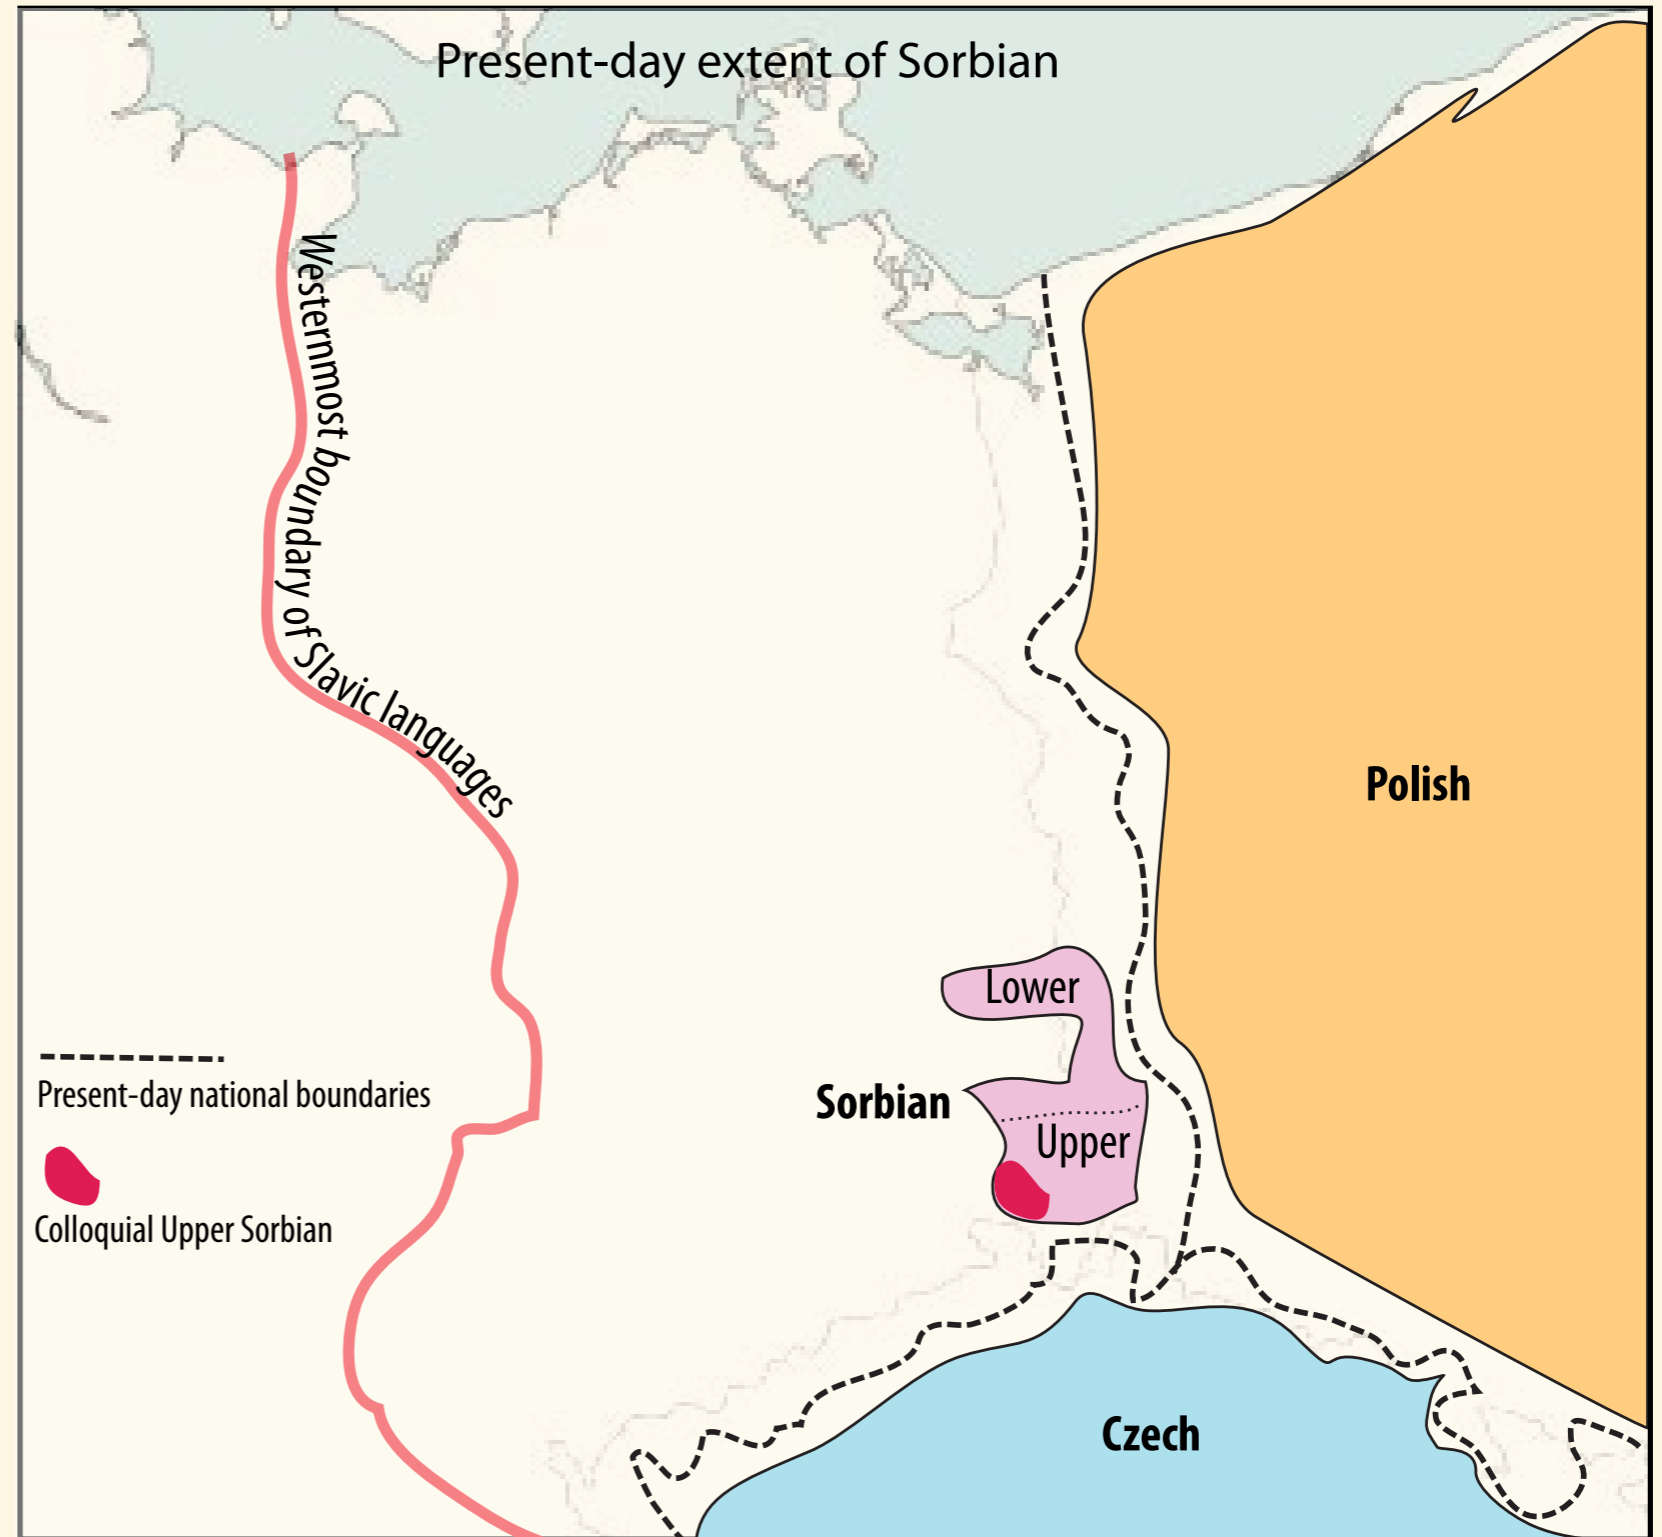 Present-day extent of Sorbian
Westernmost boundary of Slavic languages
Polish
Lower
Sorbian
Upper
Present-day national boundaries
Colloquial Upper Sorbian
Czech